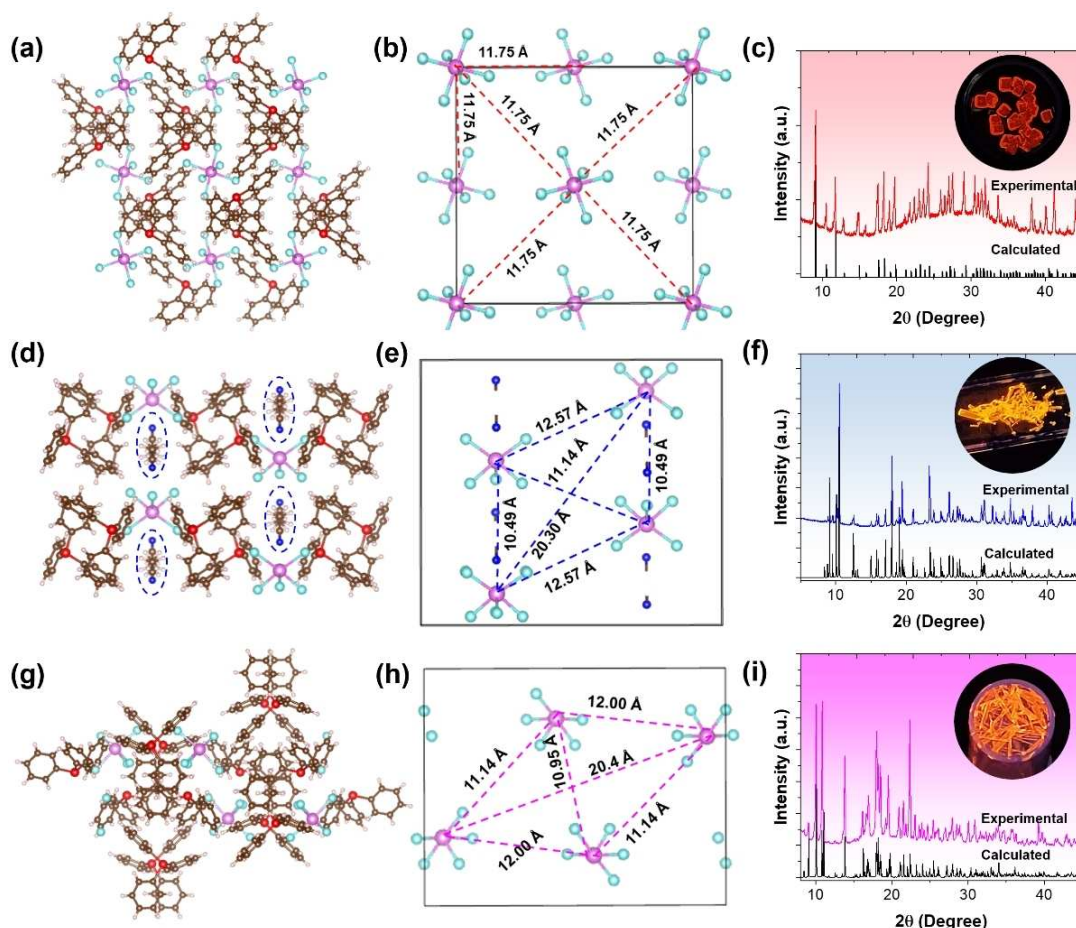 (a)
(b)
11.75 Å
11.75 Å
11.75 Å
11.75 Å
11.75 Å
11.75 Å
(c)
Intensity (a.u.)
Experimental
Calculated
10 20 30 40
2θ (Degree)
(d)
(e)
12.57 Å
11.14 Å
10.49 Å
10.49 Å
20.30 Å
12.57 Å
(f)
Intensity (a.u.)
Experimental
Calculated
10 20 30 40
2θ (Degree)
(g)
(h)
12.00 Å
11.14 Å
10.95 Å
20.4 Å
11.14 Å
12.00 Å
(i)
Intensity (a.u.)
Experimental
Calculated
10 20 30 40
2θ (Degree)